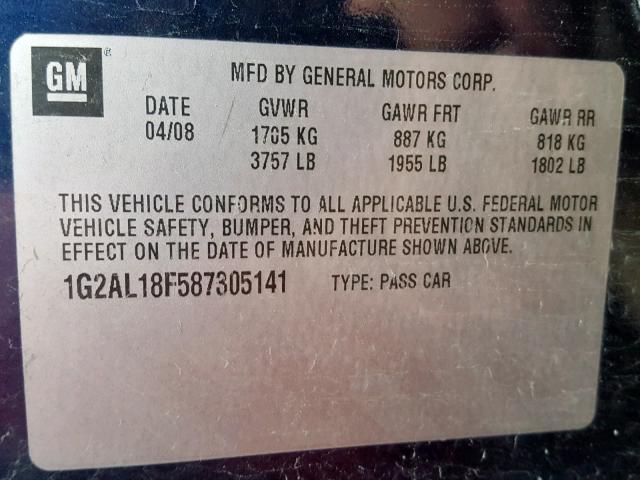 GM ®
MFD BY GENERAL MOTORS CORP.
DATE GVWR GAWR FRT GAWR RR
04/08 1705 KG 887 KG 818 KG
3757 LB 1955 LB 1802 LB
THIS VEHICLE CONFORMS TO ALL APPLICABLE U.S. FEDERAL MOTOR
VEHICLE SAFETY, BUMPER, AND THEFT PREVENTION STANDARDS IN
EFFECT ON THE DATE OF MANUFACTURE SHOWN ABOVE.
1G2AL18F587305141 TYPE: PASS CAR